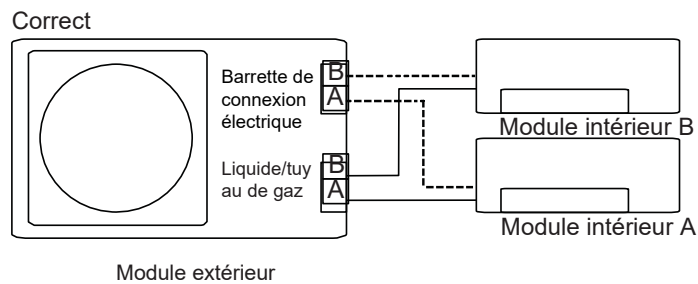 Correct
Barrette de
connexion
électrique
B
A
Liquide/tuy
au de gaz
B
A
Module intérieur B
Module intérieur A
Module extérieur